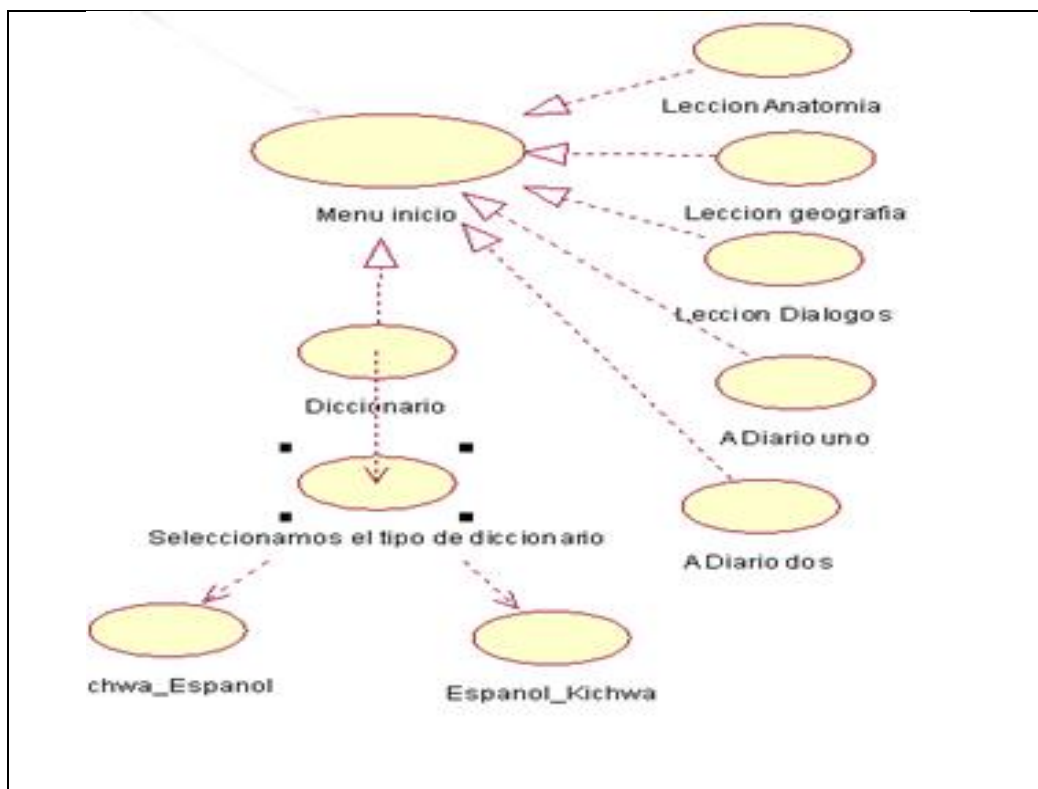 Leccion Anatomia
Menu inicio
Leccion geografia
Leccion Dialogos
Diccionario
A Diario uno
Seleccionamos el tipo de diccionario
A Diario dos
chwa_Espanol
Espanol_Kichwa